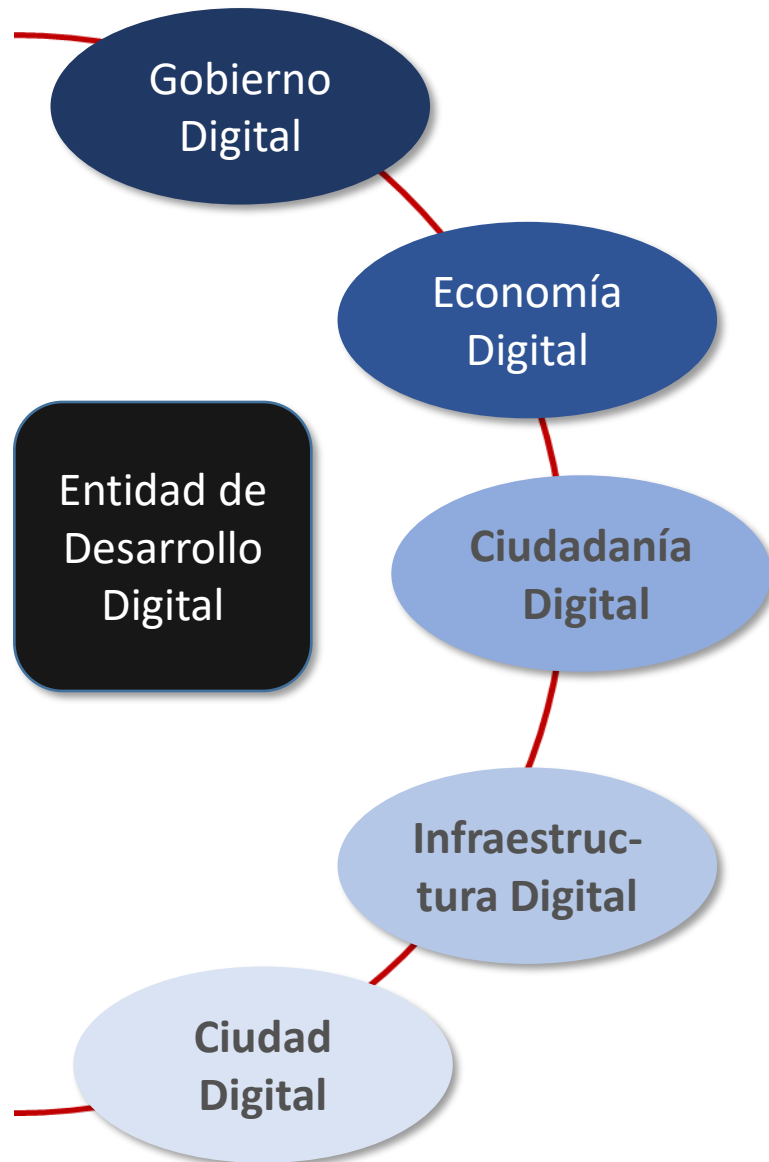 Gobierno
Digital
Economía
Digital
Entidad de
Desarrollo
Digital
Ciudadanía
Digital
Infraestruc-
tura Digital
Ciudad
Digital